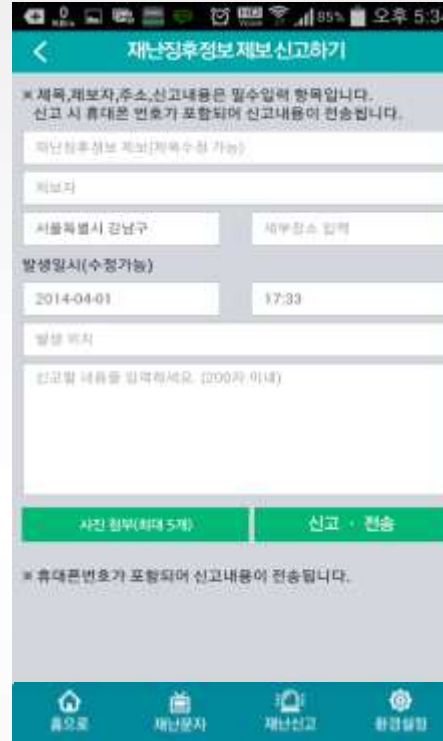 85% 오후 5:3
재난징후정보 제보 신고하기
※ 제목,제보자,주소,신고내용은 필수입력 항목입니다.
신고 시 휴대폰 번호가 포함되어 신고내용이 전송됩니다.
재난징후정보 제보(제목수정 가능)
제보자
서울특별시 강남구
세부장소 입력
발생일시(수정가능)
2014-04-01
17:33
발생 위치
신고할 내용을 입력하세요. (200자 이내)
사진 첨부(최대 5개)
신고 · 전송
※ 휴대폰번호가 포함되어 신고내용이 전송됩니다.
홈으로
재난문자
재난신고
환경설정